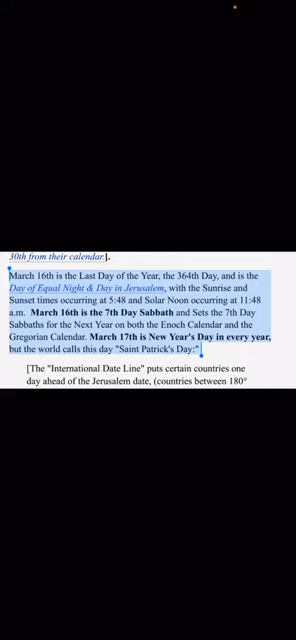 30th from their calendar.].
March 16th is the Last Day of the Year, the 364th Day, and is the
Day of Equal Night & Day in Jerusalem, with the Sunrise and
Sunset times occurring at 5:48 and Solar Noon occurring at 11:48
a.m. March 16th is the 7th Day Sabbath and Sets the 7th Day
Sabbaths for the Next Year on both the Enoch Calendar and the
Gregorian Calendar. March 17th is New Year's Day in every year,
but the world calls this day "Saint Patrick's Day:"
[The "International Date Line" puts certain countries one
day ahead of the Jerusalem date, (countries between 180°